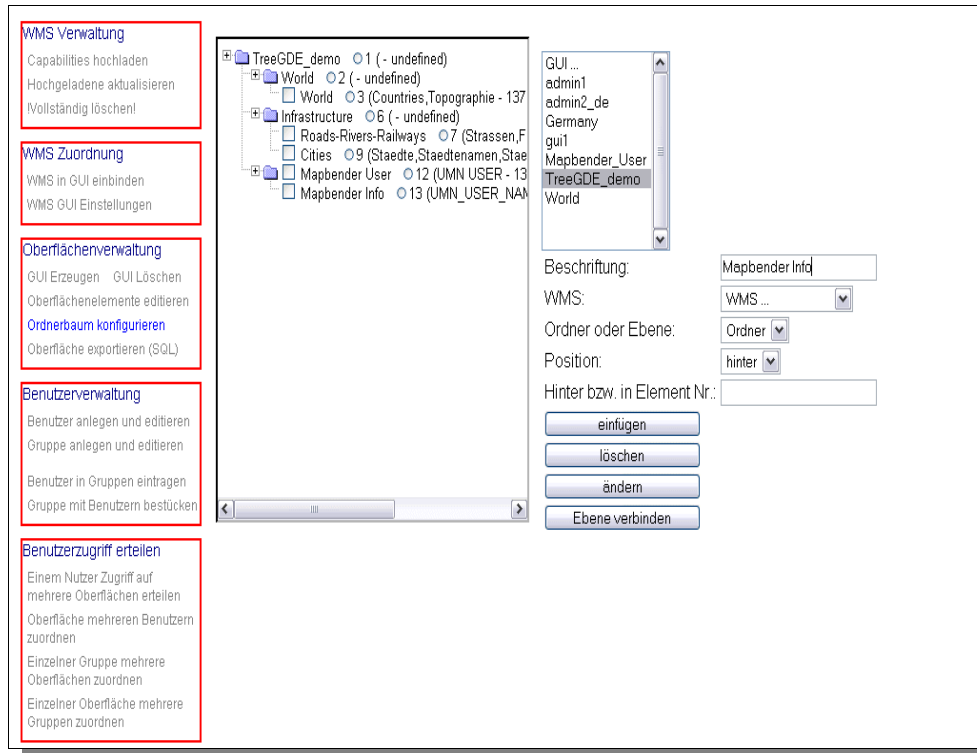 WMS Verwaltung
Capabilities hochladen
Hochgeladene aktualisieren
!Vollständig löschen!
WMS Zuordnung
WMS in GUI einbinden
WMS GUI Einstellungen
Oberflächenverwaltung
GUI Erzeugen GUI Löschen
Oberflächenelemente editieren
Ordnerbaum konfigurieren
Oberfläche exportieren (SQL)
Benutzerverwaltung
Benutzer anlegen und editieren
Gruppe anlegen und editieren
Benutzer in Gruppen eintragen
Gruppe mit Benutzern bestücken
Benutzerzugriff erteilen
Einem Nutzer Zugriff auf
mehrere Oberflächen erteilen
Oberfläche mehreren Benutzern
zuordnen
Einzelner Gruppe mehrere
Oberflächen zuordnen
Einzelner Oberfläche mehrere
Gruppen zuordnen
TreeGDE_demo 1 ( - undefined)
World 2 ( - undefined)
World 3 (Countries,Topographie - 137
Infrastructure 6 ( - undefined)
Roads-Rivers-Railways 7 (Strassen,F
Cities 9 (Staedte,Staedtenamen,Stae
Mapbender User 12 (UMN USER - 13
Mapbender Info 13 (UMN_USER_NAM
GUI ...
admin1
admin2_de
Germany
gui1
Mapbender_User
TreeGDE_demo
World
Beschriftung: Mapbender Info
WMS: WMS ...
Ordner oder Ebene: Ordner
Position: hinter
Hinter bzw. in Element Nr.:
einfügen
löschen
ändern
Ebene verbinden